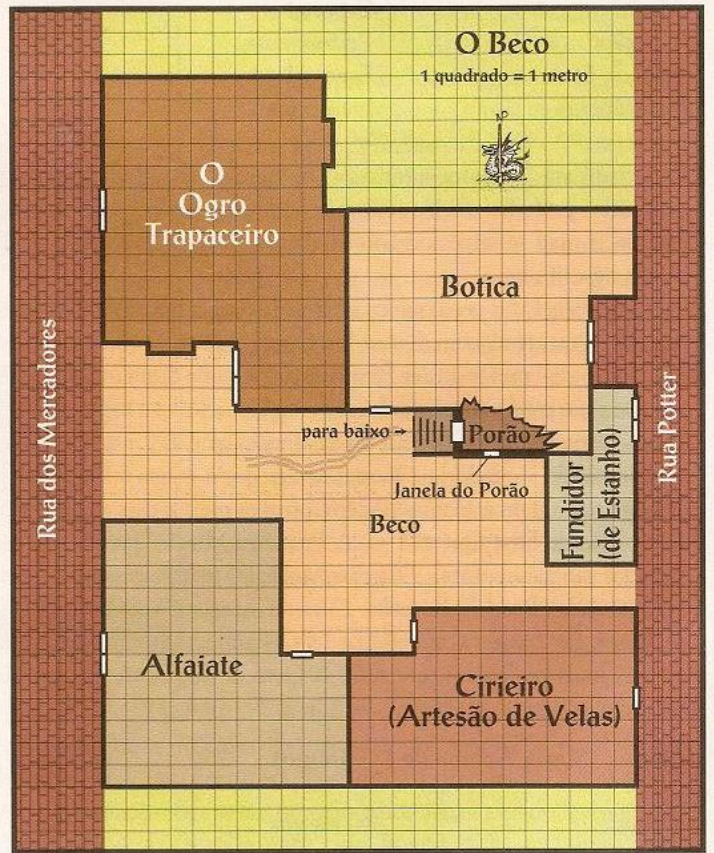 O Beco
1 quadrado = 1 metro
N
O
Ogro
Trapaceiro
Botica
Rua dos Mercadores
Rua Potter
para baixo
Porão
Janela do Porão
Beco
Fundidor
(de Estanho)
Alfaiate
Cirieiro
(Artesão de Velas)